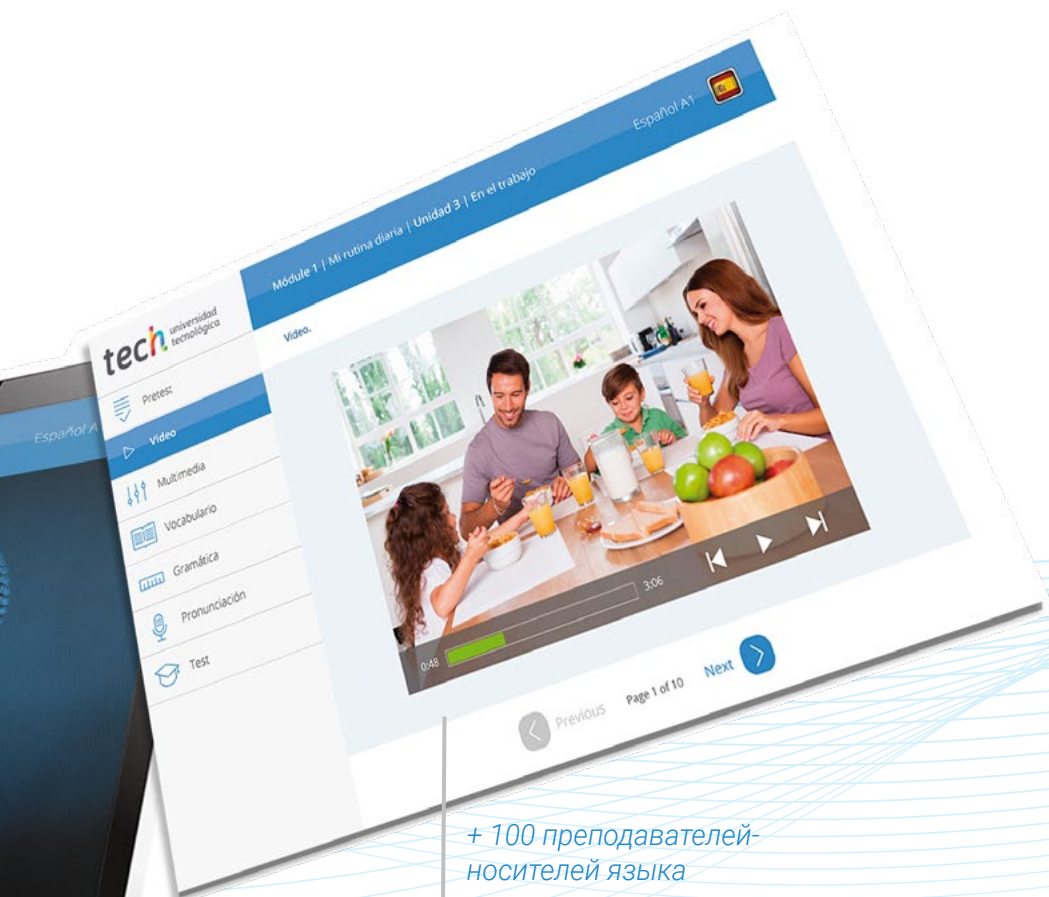 Español A1
Módule 1 | Mi rutina diaria | Unidad 3 | En el trabajo
tech universidad
tecnológica
Video.
Pretest
Video
Multimedia
Vocabulario
Gramática
Pronunciación
Test
Español A
0:48
3:06
Previous
Page 1 of 10
Next
+ 100 преподавателей-
носителей языка